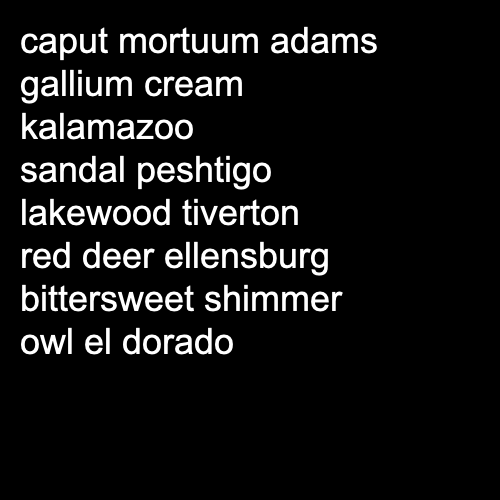 caput mortuum adams
gallium cream
kalamazoo
sandal peshtigo
lakewood tiverton
red deer ellensburg
bittersweet shimmer
owl el dorado